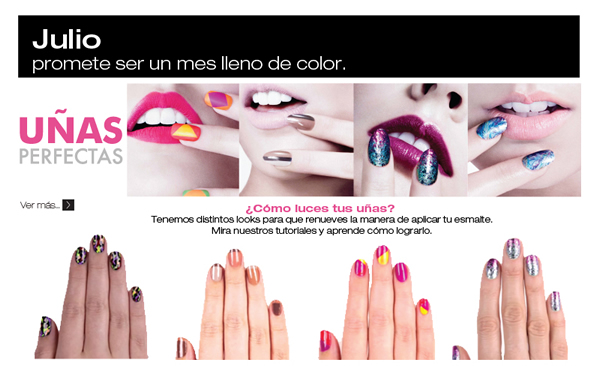 Julio
promete ser un mes lleno de color.
UÑAS
PERFECTAS
Ver más...
¿Cómo luces tus uñas?
Tenemos distintos looks para que renueves la manera de aplicar tu esmalte.
Mira nuestros tutoriales y aprende cómo lograrlo.